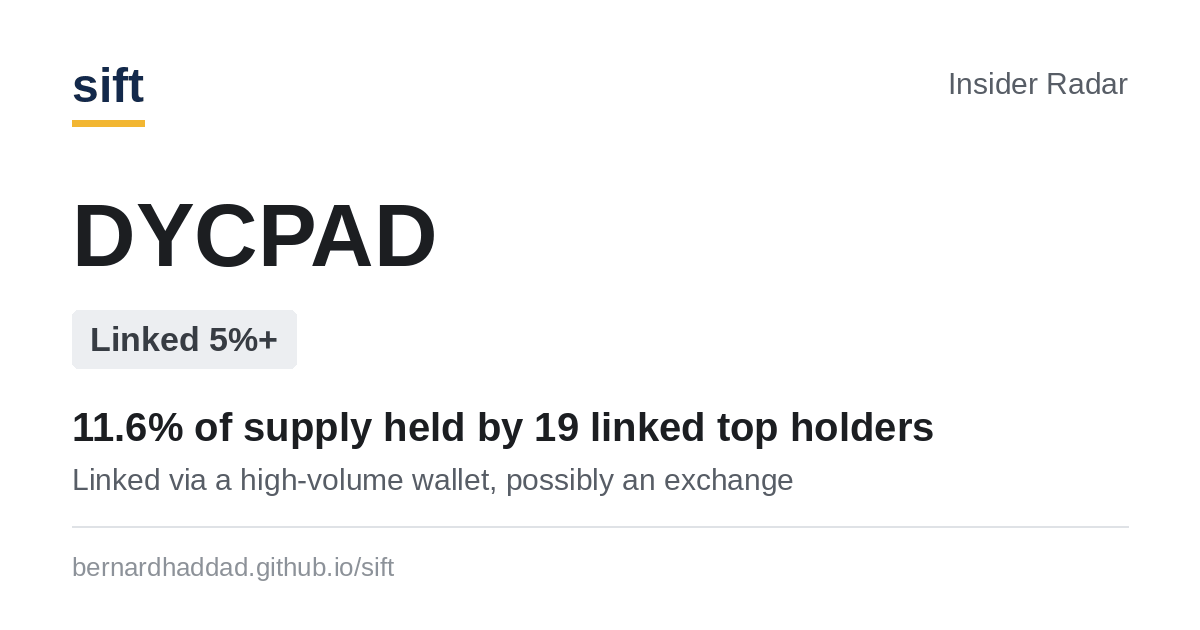 sift
Insider Radar
DYCPAD
Linked 5%+
11.6% of supply held by 19 linked top holders
Linked via a high-volume wallet, possibly an exchange
bernardhaddad.github.io/sift